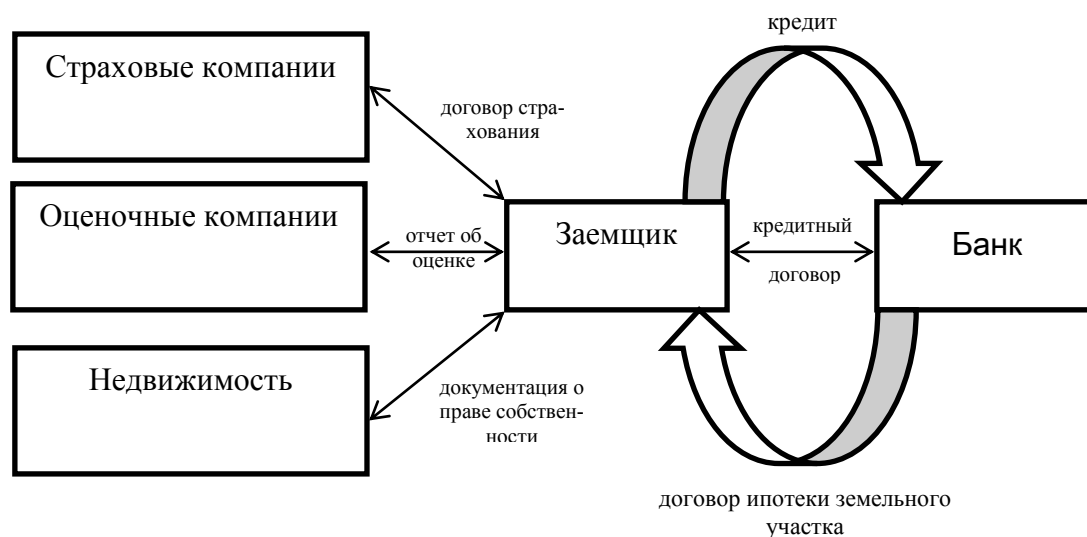 кредит
Страховые компании
договор стра-
хования
Оценочные компании
отчет об
оценке
Заемщик
кредитный
договор
Банк
Недвижимость
документация о
праве собствен-
ности
договор ипотеки земельного
участка